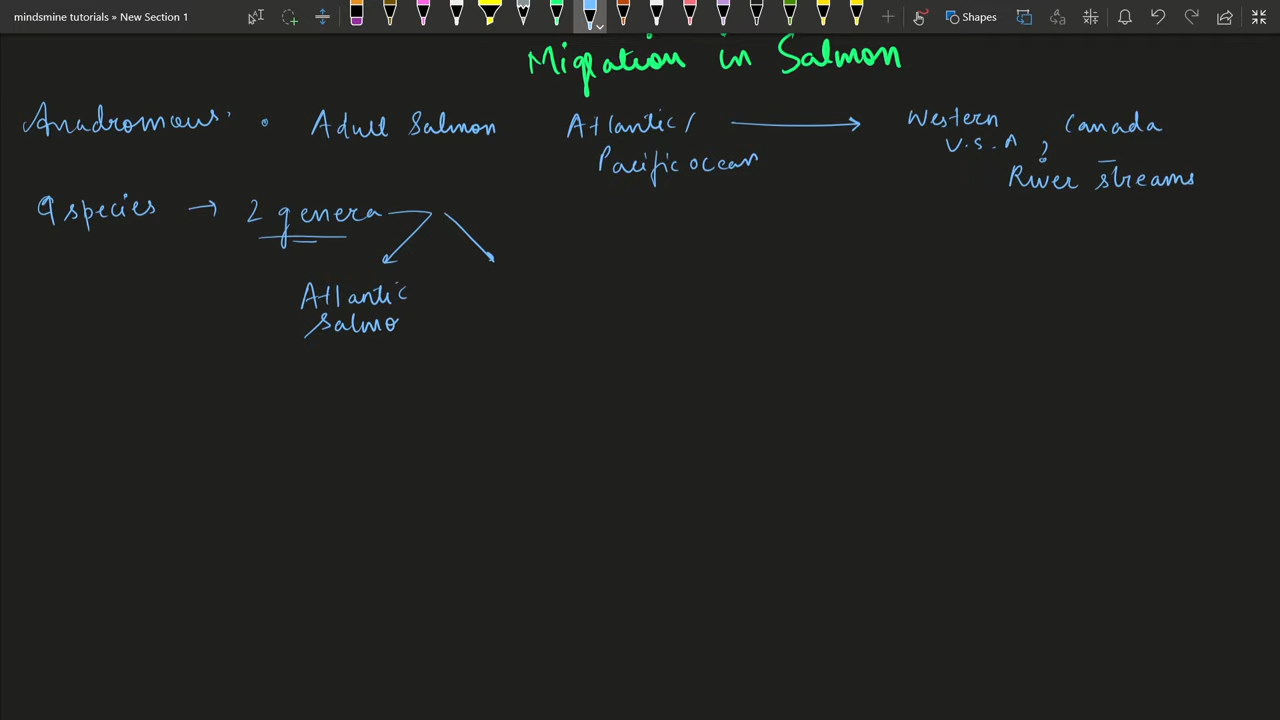 mindsmine tutorials » New Section 1
Shapes
Migration in Salmon
Anadromous: Adult Salmon Atlantic/ Western Canada
Pacific ocean U.S.A,
River streams
9 species → 2 genera
Atlantic
Salmo